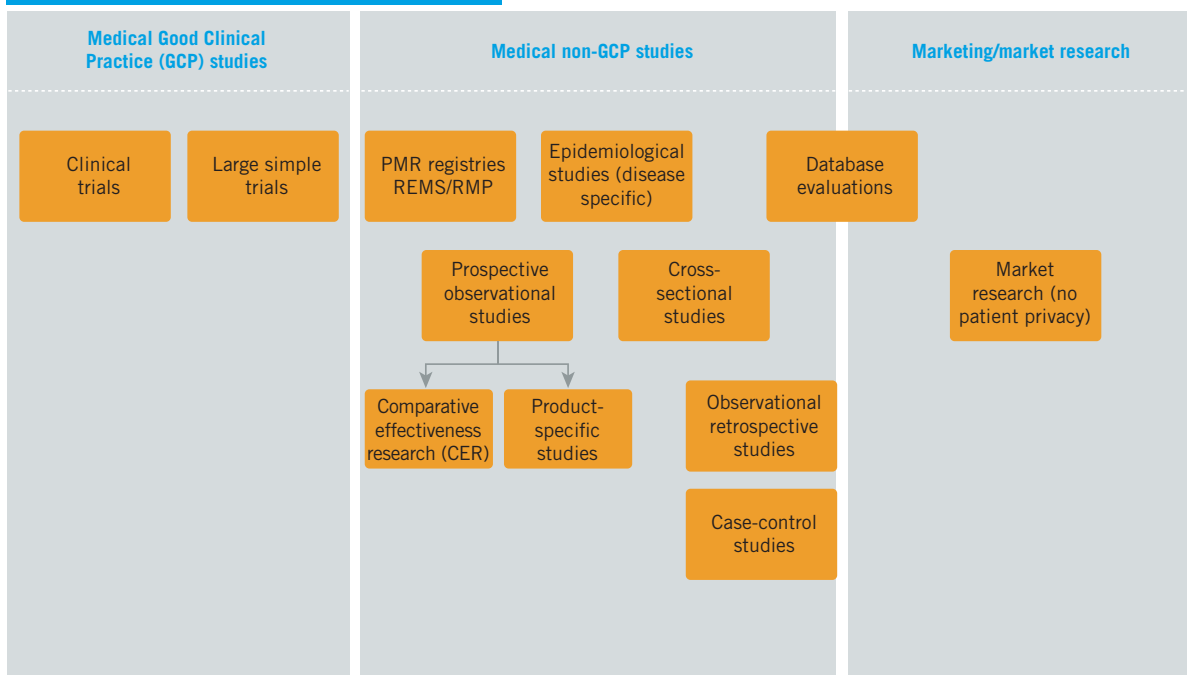 Medical Good Clinical
Practice (GCP) studies
Medical non-GCP studies
Marketing/market research
Clinical
trials
Large simple
trials
PMR registries
REMS/RMP
Epidemiological
studies (disease
specific)
Database
evaluations
Prospective
observational
studies
Cross-
sectional
studies
Market
research (no
patient privacy)
Comparative
effectiveness
research (CER)
Product-
specific
studies
Observational
retrospective
studies
Case-control
studies